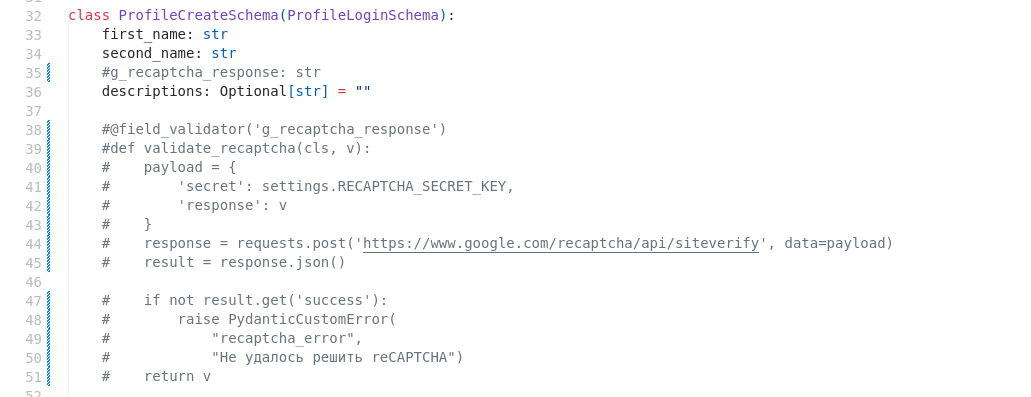 32 class ProfileCreateSchema(ProfileLoginSchema):
33     first_name: str
34     second_name: str
35     #g_recaptcha_response: str
36     descriptions: Optional[str] = ""
37
38     #@field_validator('g_recaptcha_response')
39     #def validate_recaptcha(cls, v):
40     #    payload = {
41     #        'secret': settings.RECAPTCHA_SECRET_KEY,
42     #        'response': v
43     #    }
44     #    response = requests.post('https://www.google.com/recaptcha/api/siteverify', data=payload)
45     #    result = response.json()
46
47     #    if not result.get('success'):
48     #        raise PydanticCustomError(
49     #            "recaptcha_error",
50     #            "Не удалось решить reCAPTCHA")
51     #    return v
52